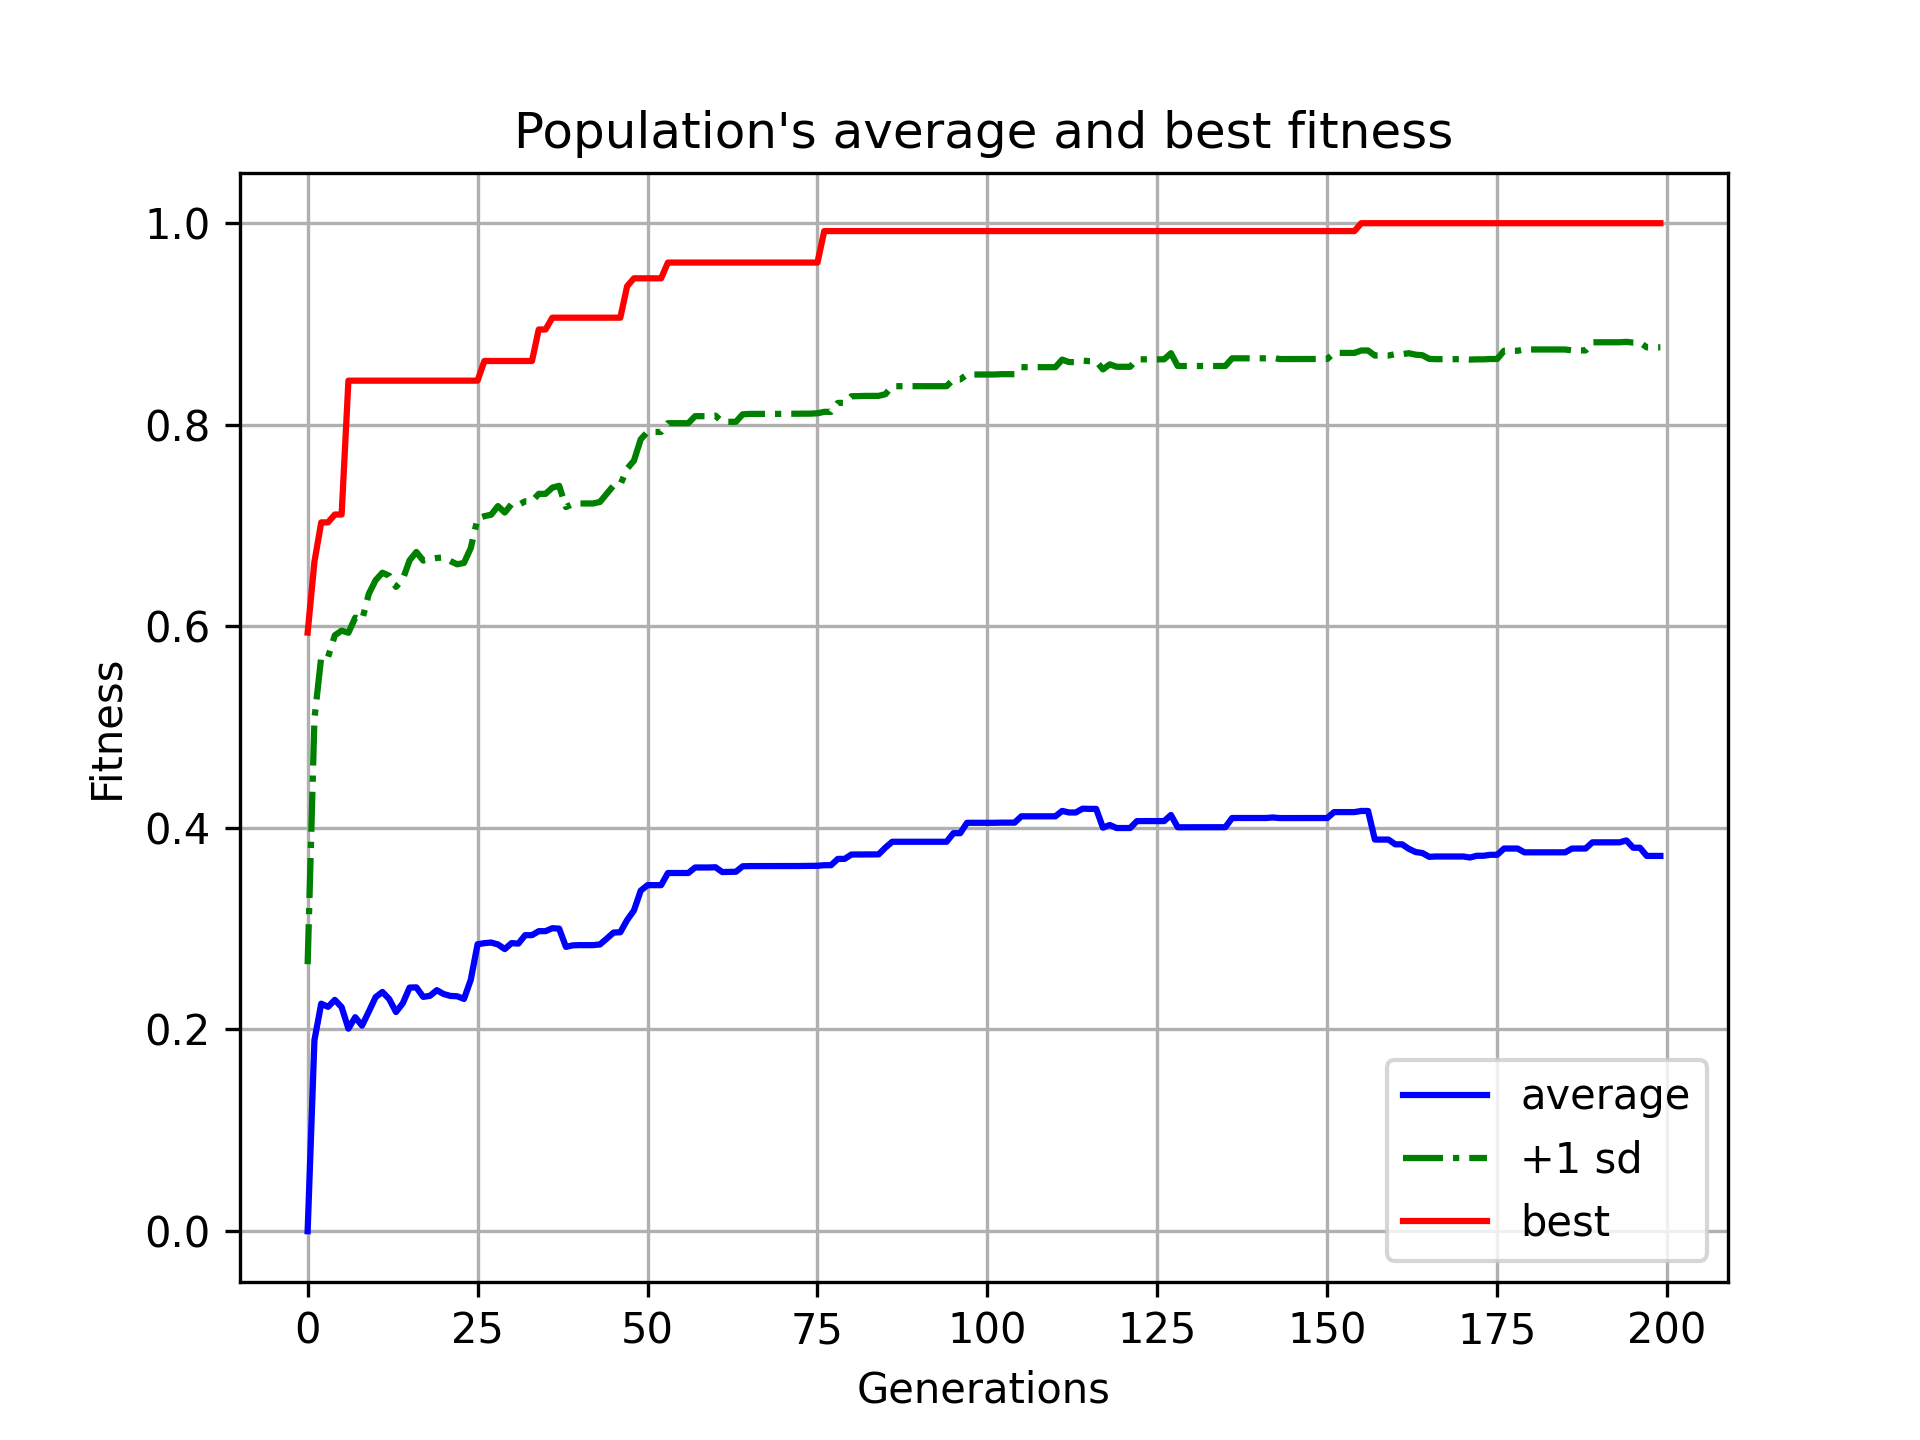 Population's average and best fitness
1.0
0.8
0.6
0.4
0.2
0.0
Fitness
average
+1 sd
best
0 25 50 75 100 125 150 175 200
Generations